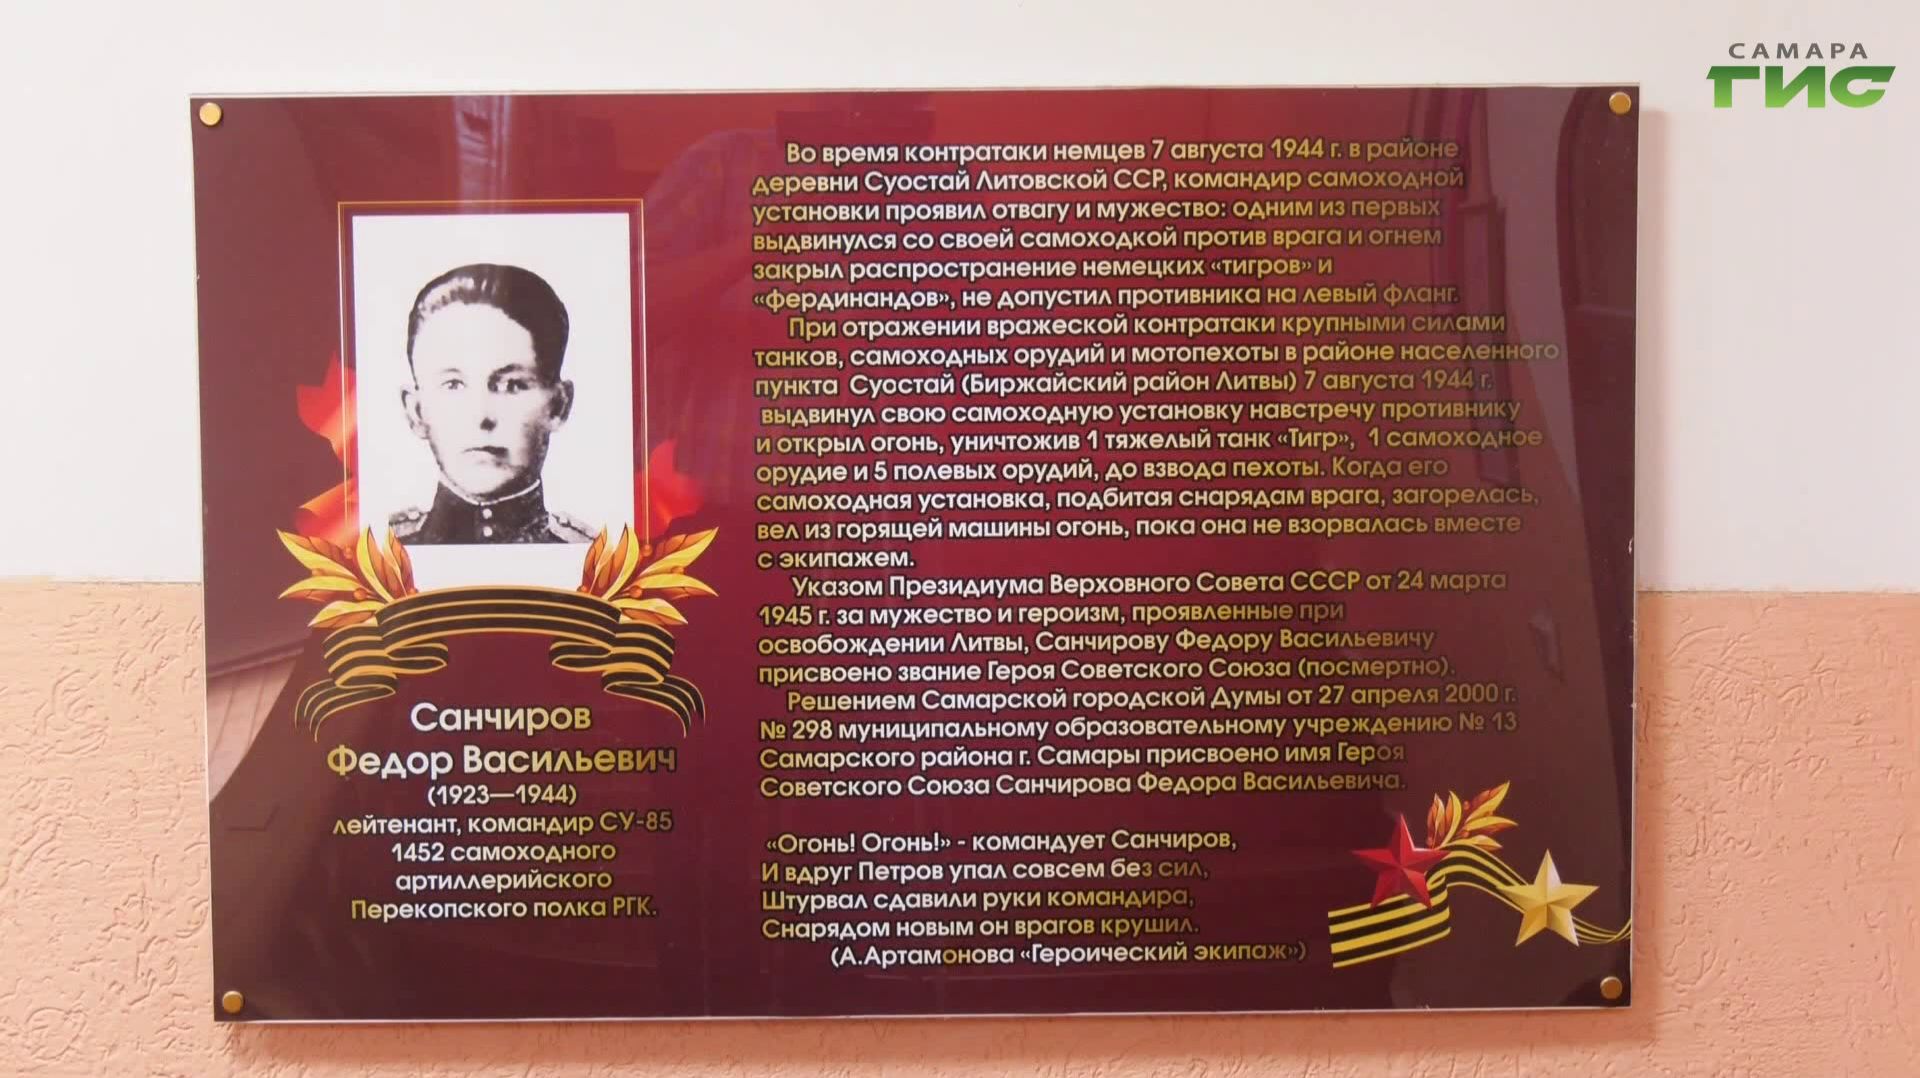 САМАРА
ГИС
Во время контратаки немцев 7 августа 1944 г. в районе
деревни Суостай Литовской ССР, командир самоходной
установки проявил отвагу и мужество: одним из первых
выдвинулся со своей самоходкой против врага и огнем
закрыл распространение немецких «тигров» и
«фердинандов», не допустил противника на левый фланг.
При отражении вражеской контратаки крупными силами
танков, самоходных орудий и мотопехоты в районе населенного
пункта Суостай (Биржайский район Литвы) 7 августа 1944 г.
выдвинул свою самоходную установку навстречу противнику
и открыл огонь, уничтожив 1 тяжелый танк «Тигр», 1 самоходное
орудие и 5 полевых орудий, до взвода пехоты. Когда его
самоходная установка, подбитая снарядам врага, загорелась,
вел из горящей машины огонь, пока она не взорвалась вместе
с экипажем.
Указом Президиума Верховного Совета СССР от 24 марта
1945 г. за мужество и героизм, проявленные при
освобождении Литвы, Санчирову Федору Васильевичу
присвоено звание Героя Советского Союза (посмертно).
Решением Самарской городской Думы от 27 апреля 2000 г.
№ 298 муниципальному образовательному учреждению № 13
Самарского района г. Самары присвоено имя Героя
Советского Союза Санчирова Федора Васильевича.
«Огонь! Огонь!» - командует Санчиров,
И вдруг Петров упал совсем без сил,
Штурвал сдавили руки командира,
Снарядом новым он врагов крушил.
(А.Артамонова «Героический экипаж»)
Санчиров
Федор Васильевич
(1923—1944)
лейтенант, командир СУ-85
1452 самоходного
артиллерийского
Перекопского полка РГК.